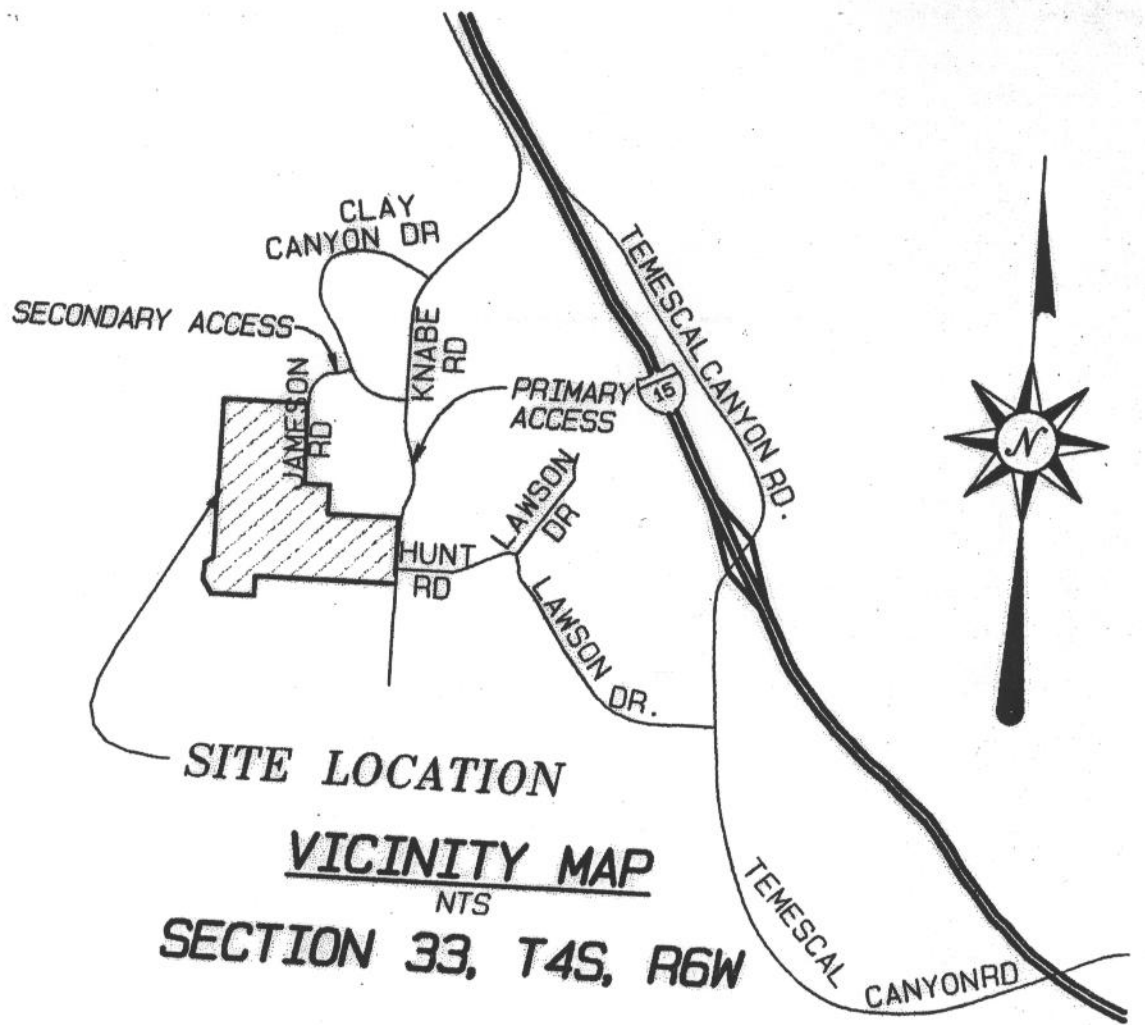 CLAY
CANYON DR
SECONDARY ACCESS
KNABE
RD
JAMESON
RD
PRIMARY
ACCESS
TEMESCAL CANYON RD.
15
N
LAWSON
DR
HUNT
RD
LAWSON DR.
SITE LOCATION
VICINITY MAP
NTS
SECTION 33, T4S, R6W
TEMESCAL
CANYONRD